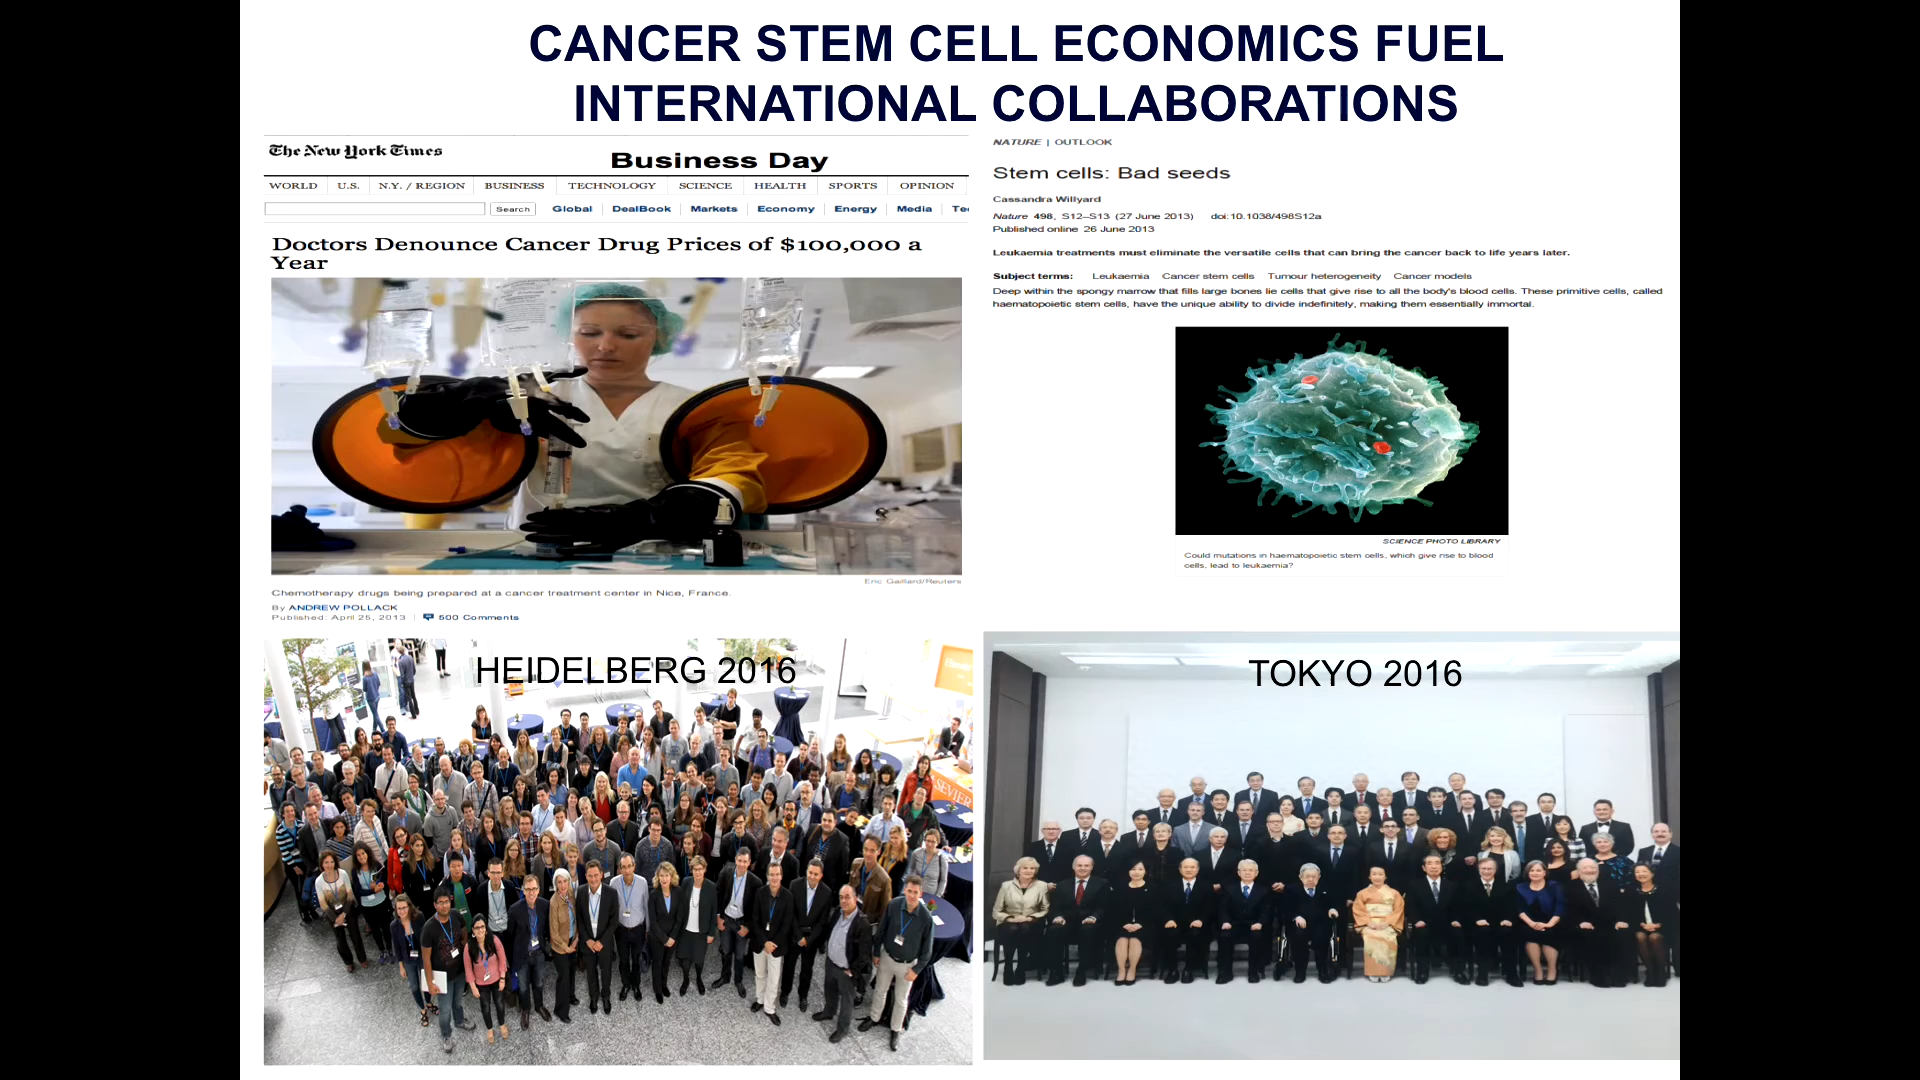 CANCER STEM CELL ECONOMICS FUEL
INTERNATIONAL COLLABORATIONS
The New York Times
Business Day
WORLD U.S. N.Y. / REGION BUSINESS TECHNOLOGY SCIENCE HEALTH SPORTS OPINION
Search Global DealBook Markets Economy Energy Media Te
Doctors Denounce Cancer Drug Prices of $100,000 a
Year
Eric Gaillard/Reuters
Chemotherapy drugs being prepared at a cancer treatment center in Nice, France.
By ANDREW POLLACK
Published: April 25, 2013 | 500 Comments
NATURE | OUTLOOK
Stem cells: Bad seeds
Cassandra Willyard
Nature 498, S12–S13 (27 June 2013) doi:10.1038/498S12a
Published online 26 June 2013
Leukaemia treatments must eliminate the versatile cells that can bring the cancer back to life years later.
Subject terms: Leukaemia Cancer stem cells Tumour heterogeneity Cancer models
Deep within the spongy marrow that fills large bones lie cells that give rise to all the body's blood cells. These primitive cells, called
haematopoietic stem cells, have the unique ability to divide indefinitely, making them essentially immortal.
SCIENCE PHOTO LIBRARY
Could mutations in haematopoietic stem cells, which give rise to blood
cells, lead to leukaemia?
HEIDELBERG 2016
TOKYO 2016